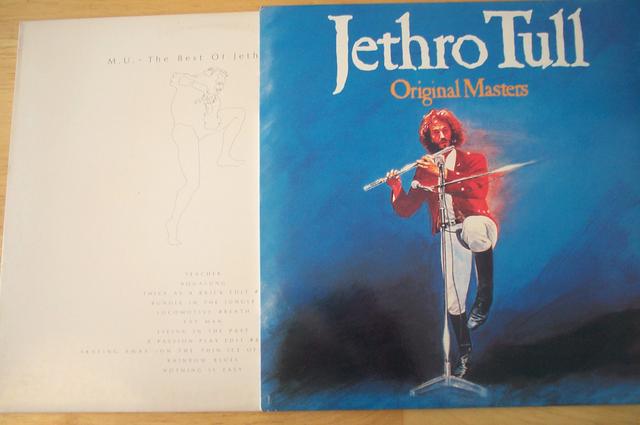 M.U. - The Best Of Jeth
TEACHER
AQUALUNG
THICK AS A BRICK EDIT #
BUNGLE IN THE JUNGLE
LOCOMOTIVE BREATH
FAT MAN
LIVING IN THE PAST
A PASSION PLAY EDIT #8
SKATING AWAY (ON THE THIN ICE OF
RAINBOW BLUES
NOTHING IS EASY
Jethro Tull
Original Masters